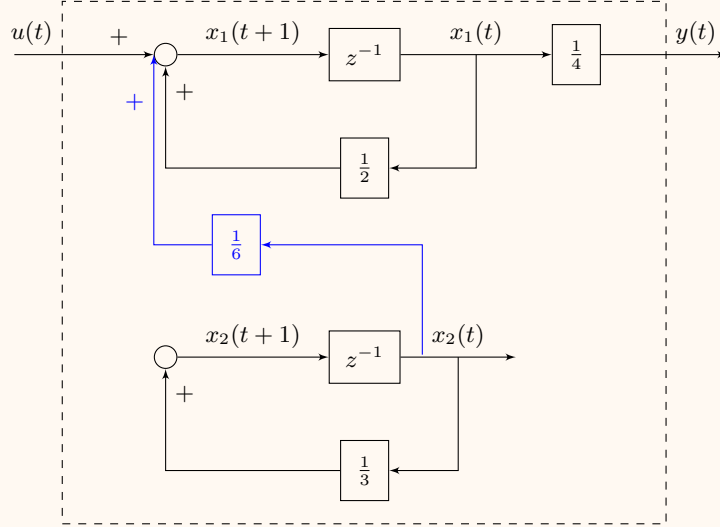 u(t) + x₁(t+1) z⁻¹ x₁(t) 1/4 y(t)
+ +
1/2
1/6
x₂(t+1) z⁻¹ x₂(t)
+
1/3